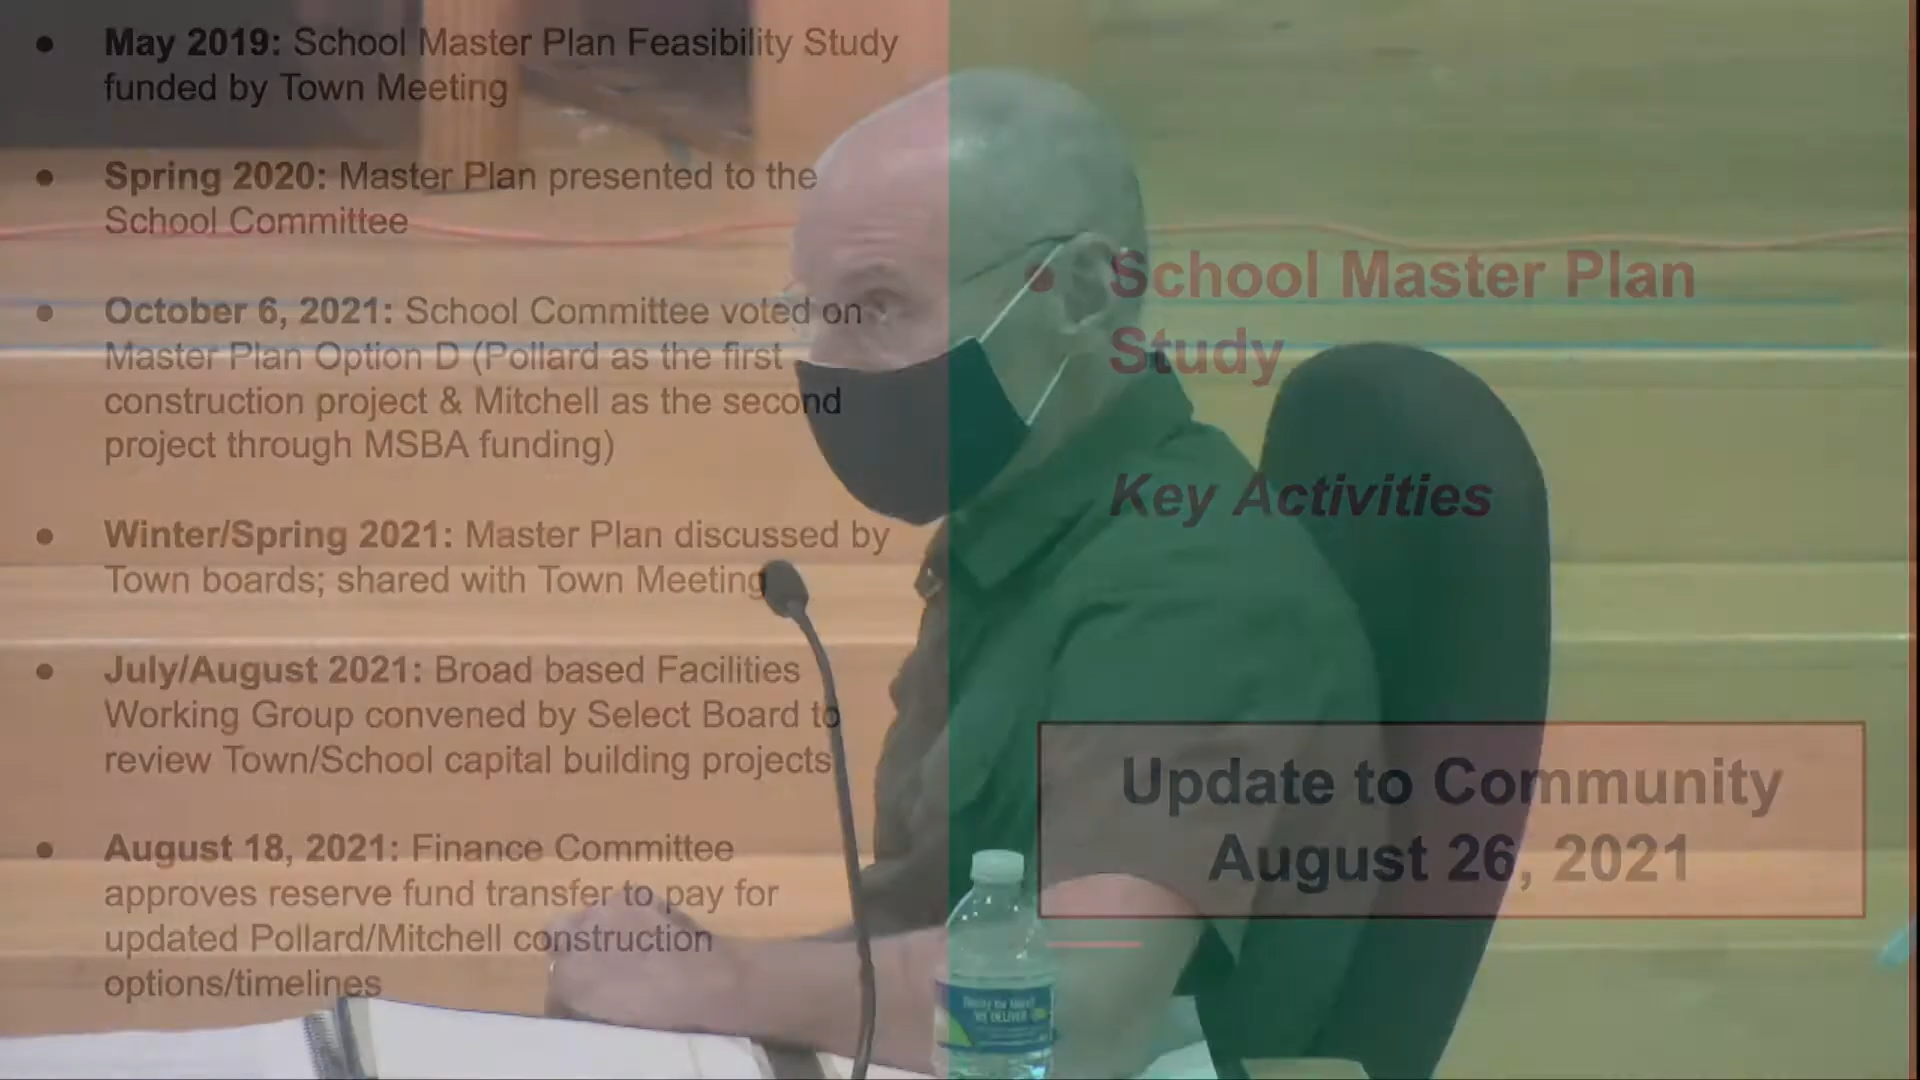 May 2019: School Master Plan Feasibility Study
funded by Town Meeting
Spring 2020: Master Plan presented to the
School Committee
October 6, 2021: School Committee voted on
Master Plan Option D (Pollard as the first
construction project & Mitchell as the second
project through MSBA funding)
Winter/Spring 2021: Master Plan discussed by
Town boards; shared with Town Meeting
July/August 2021: Broad based Facilities
Working Group convened by Select Board to
review Town/School capital building projects
August 18, 2021: Finance Committee
approves reserve fund transfer to pay for
updated Pollard/Mitchell construction
options/timelines
School Master Plan
Study
Key Activities
Update to Community
August 26, 2021
WE DELIVER